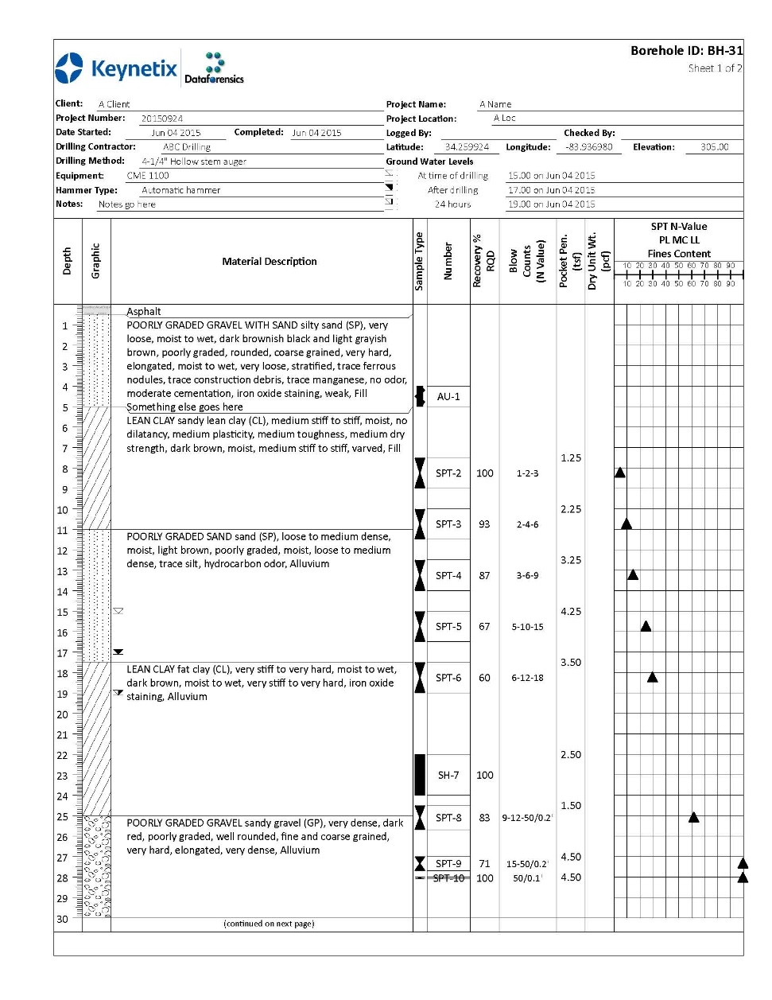 Keynetix
Dataforensics
Borehole ID: BH-31
Sheet 1 of 2
Client: A Client
Project Name: A Name
Project Number: 20150924
Project Location: A Loc
Date Started: Jun 04 2015 Completed: Jun 04 2015
Logged By: Checked By:
Drilling Contractor: ABC Drilling
Latitude: 34.259924 Longitude: -83.936980 Elevation: 305.00
Drilling Method: 4-1/4" Hollow stem auger
Ground Water Levels
Equipment: CME 1100
At time of drilling 15.00 on Jun 04 2015
Hammer Type: Automatic hammer
After drilling 17.00 on Jun 04 2015
Notes: Notes go here
24 hours 19.00 on Jun 04 2015
Depth
Graphic
Material Description
Sample Type
Number
Recovery %
RQD
Blow
Counts
(N Value)
Pocket Pen.
(tsf)
Dry Unit Wt.
(pcf)
SPT N-Value
PL MC LL
Fines Content
10 20 30 40 50 60 70 80 90
10 20 30 40 50 60 70 80 90
Asphalt
1
POORLY GRADED GRAVEL WITH SAND silty sand (SP), very
loose, moist to wet, dark brownish black and light grayish
2
brown, poorly graded, rounded, coarse grained, very hard,
3
elongated, moist to wet, very loose, stratified, trace ferrous
nodules, trace construction debris, trace manganese, no odor,
4
moderate cementation, iron oxide staining, weak, Fill
AU-1
5
Something else goes here
LEAN CLAY sandy lean clay (CL), medium stiff to stiff, moist, no
6
dilatancy, medium plasticity, medium toughness, medium dry
7
strength, dark brown, moist, medium stiff to stiff, varved, Fill
1.25
8
SPT-2 100 1-2-3
9
10
2.25
SPT-3 93 2-4-6
11
POORLY GRADED SAND sand (SP), loose to medium dense,
12
moist, light brown, poorly graded, moist, loose to medium
3.25
dense, trace silt, hydrocarbon odor, Alluvium
13
SPT-4 87 3-6-9
14
15
4.25
SPT-5 67 5-10-15
16
17
3.50
LEAN CLAY fat clay (CL), very stiff to very hard, moist to wet,
18
SPT-6 60 6-12-18
dark brown, moist to wet, very stiff to very hard, iron oxide
19
staining, Alluvium
20
21
22
2.50
23
SH-7 100
24
1.50
25
SPT-8 83 9-12-50/0.2'
POORLY GRADED GRAVEL sandy gravel (GP), very dense, dark
26
red, poorly graded, well rounded, fine and coarse grained,
very hard, elongated, very dense, Alluvium
27
4.50
SPT-9 71 15-50/0.2'
28
SPT-10 100 50/0.1' 4.50
29
30
(continued on next page)